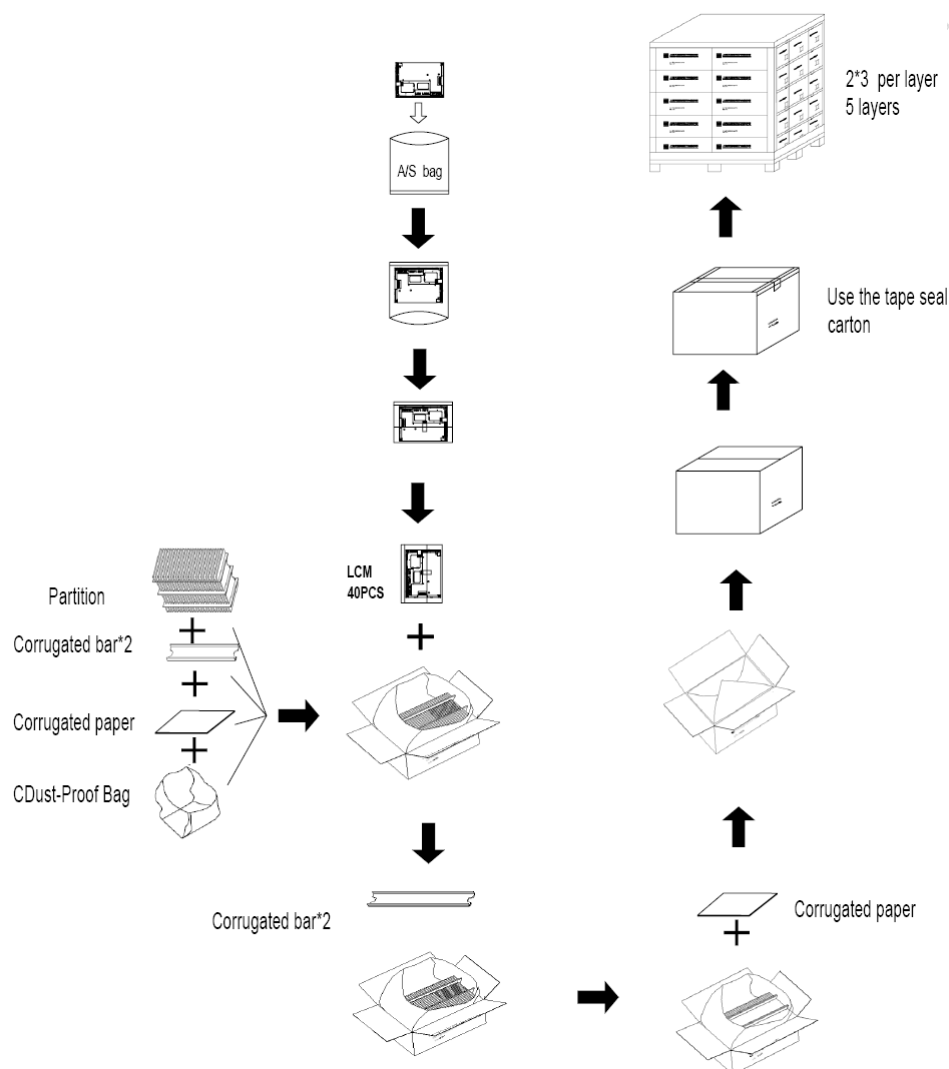 2*3 per layer
5 layers
A/S bag
Use the tape seal
carton
LCM
40PCS
Partition
Corrugated bar*2
Corrugated paper
CDust-Proof Bag
Corrugated bar*2
Corrugated paper